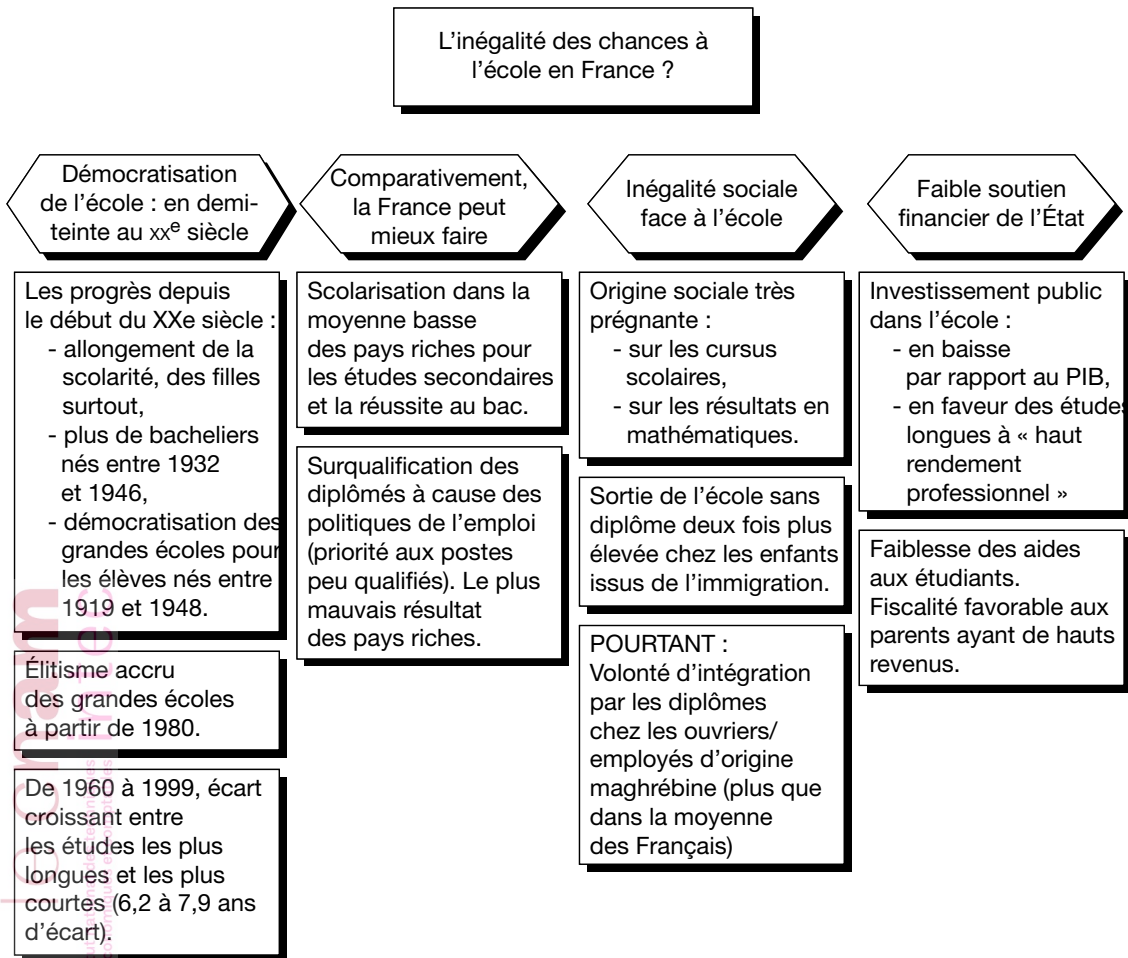 L'inégalité des chances à
l'école en France ?
Démocratisation
de l'école : en demi-
teinte au XXe siècle
Les progrès depuis
le début du XXe siècle :
- allongement de la
scolarité, des filles
surtout,
- plus de bacheliers
nés entre 1932
et 1946,
- démocratisation des
grandes écoles pour
les élèves nés entre
1919 et 1948.
Élitisme accru
des grandes écoles
à partir de 1980.
De 1960 à 1999, écart
croissant entre
les études les plus
longues et les plus
courtes (6,2 à 7,9 ans
d'écart).
Comparativement,
la France peut
mieux faire
Scolarisation dans la
moyenne basse
des pays riches pour
les études secondaires
et la réussite au bac.
Surqualification des
diplômés à cause des
politiques de l'emploi
(priorité aux postes
peu qualifiés). Le plus
mauvais résultat
des pays riches.
Inégalité sociale
face à l'école
Origine sociale très
prégnante :
- sur les cursus
scolaires,
- sur les résultats en
mathématiques.
Sortie de l'école sans
diplôme deux fois plus
élevée chez les enfants
issus de l'immigration.
POURTANT :
Volonté d'intégration
par les diplômes
chez les ouvriers/
employés d'origine
maghrébine (plus que
dans la moyenne
des Français)
Faible soutien
financier de l'État
Investissement public
dans l'école :
- en baisse
par rapport au PIB,
- en faveur des études
longues à « haut
rendement
professionnel »
Faiblesse des aides
aux étudiants.
Fiscalité favorable aux
parents ayant de hauts
revenus.
le cnam
intec